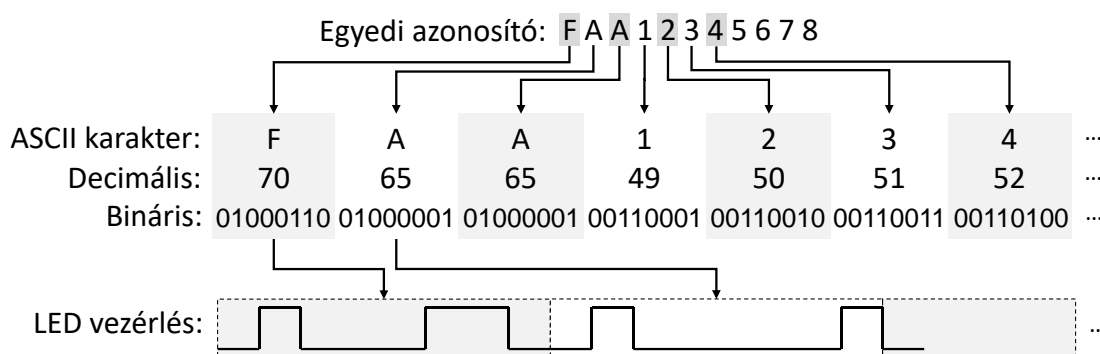 Egyedi azonosító: F A A 1 2 3 4 5 6 7 8
ASCII karakter: F A A 1 2 3 4 ...
Decimális: 70 65 65 49 50 51 52 ...
Bináris: 01000110 01000001 01000001 00110001 00110010 00110011 00110100 ...
LED vezérlés: ..